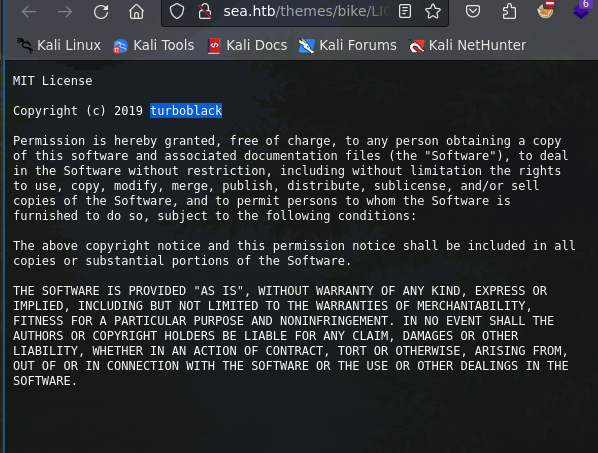 sea.htb/themes/bike/LIC
6
Kali Linux Kali Tools Kali Docs Kali Forums Kali NetHunter
MIT License
Copyright (c) 2019 turboblack
Permission is hereby granted, free of charge, to any person obtaining a copy
of this software and associated documentation files (the "Software"), to deal
in the Software without restriction, including without limitation the rights
to use, copy, modify, merge, publish, distribute, sublicense, and/or sell
copies of the Software, and to permit persons to whom the Software is
furnished to do so, subject to the following conditions:
The above copyright notice and this permission notice shall be included in all
copies or substantial portions of the Software.
THE SOFTWARE IS PROVIDED "AS IS", WITHOUT WARRANTY OF ANY KIND, EXPRESS OR
IMPLIED, INCLUDING BUT NOT LIMITED TO THE WARRANTIES OF MERCHANTABILITY,
FITNESS FOR A PARTICULAR PURPOSE AND NONINFRINGEMENT. IN NO EVENT SHALL THE
AUTHORS OR COPYRIGHT HOLDERS BE LIABLE FOR ANY CLAIM, DAMAGES OR OTHER
LIABILITY, WHETHER IN AN ACTION OF CONTRACT, TORT OR OTHERWISE, ARISING FROM,
OUT OF OR IN CONNECTION WITH THE SOFTWARE OR THE USE OR OTHER DEALINGS IN THE
SOFTWARE.